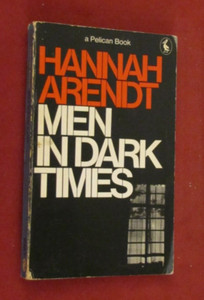 a Pelican Book
HANNAH
ARENDT
MEN
IN DARK
TIMES